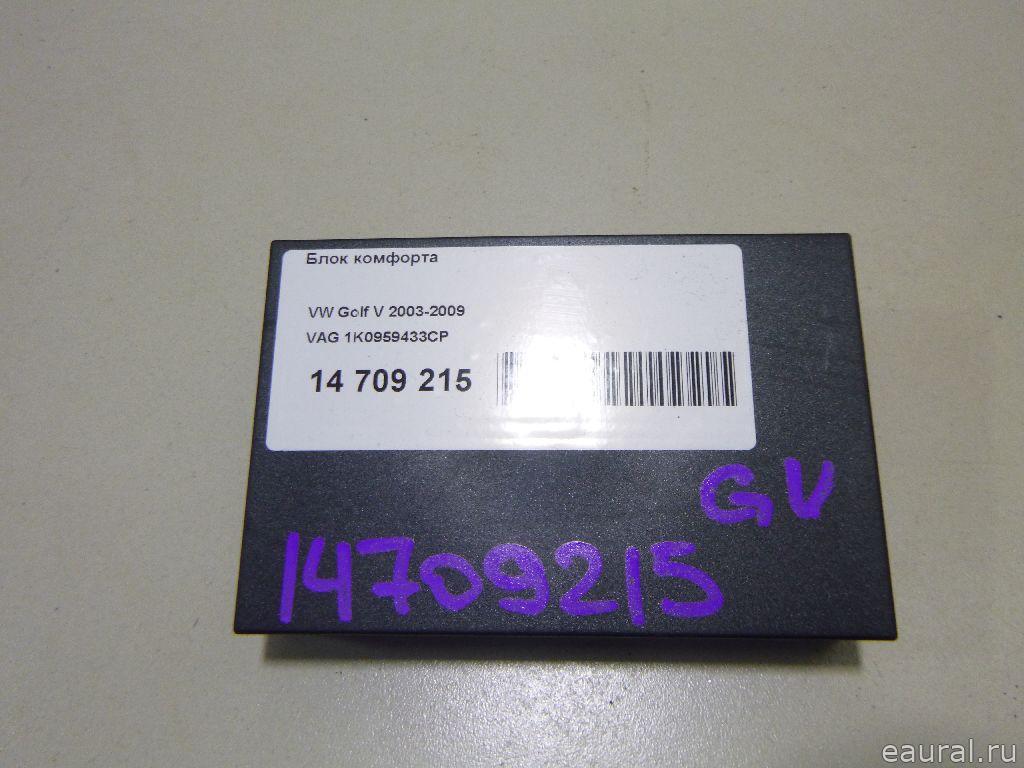 Блок комфорта
VW Golf V 2003-2009
VAG 1K0959433CP
14 709 215
GV
14709215
eaural.ru